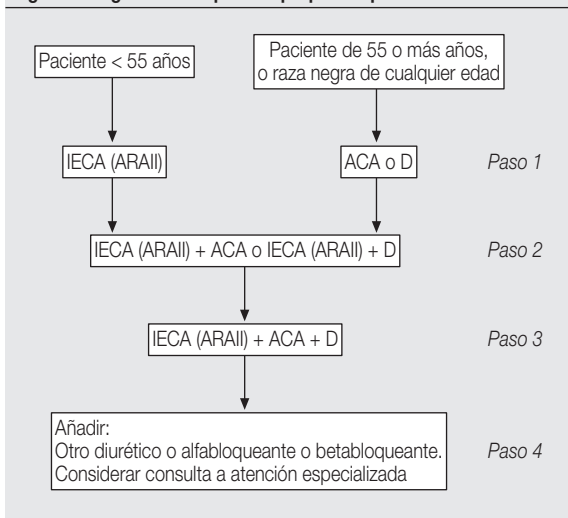 Paciente < 55 años
Paciente de 55 o más años,
o raza negra de cualquier edad
IECA (ARAII)
ACA o D
Paso 1
IECA (ARAII) + ACA o IECA (ARAII) + D
Paso 2
IECA (ARAII) + ACA + D
Paso 3
Añadir:
Otro diurético o alfabloqueante o betabloqueante.
Considerar consulta a atención especializada
Paso 4